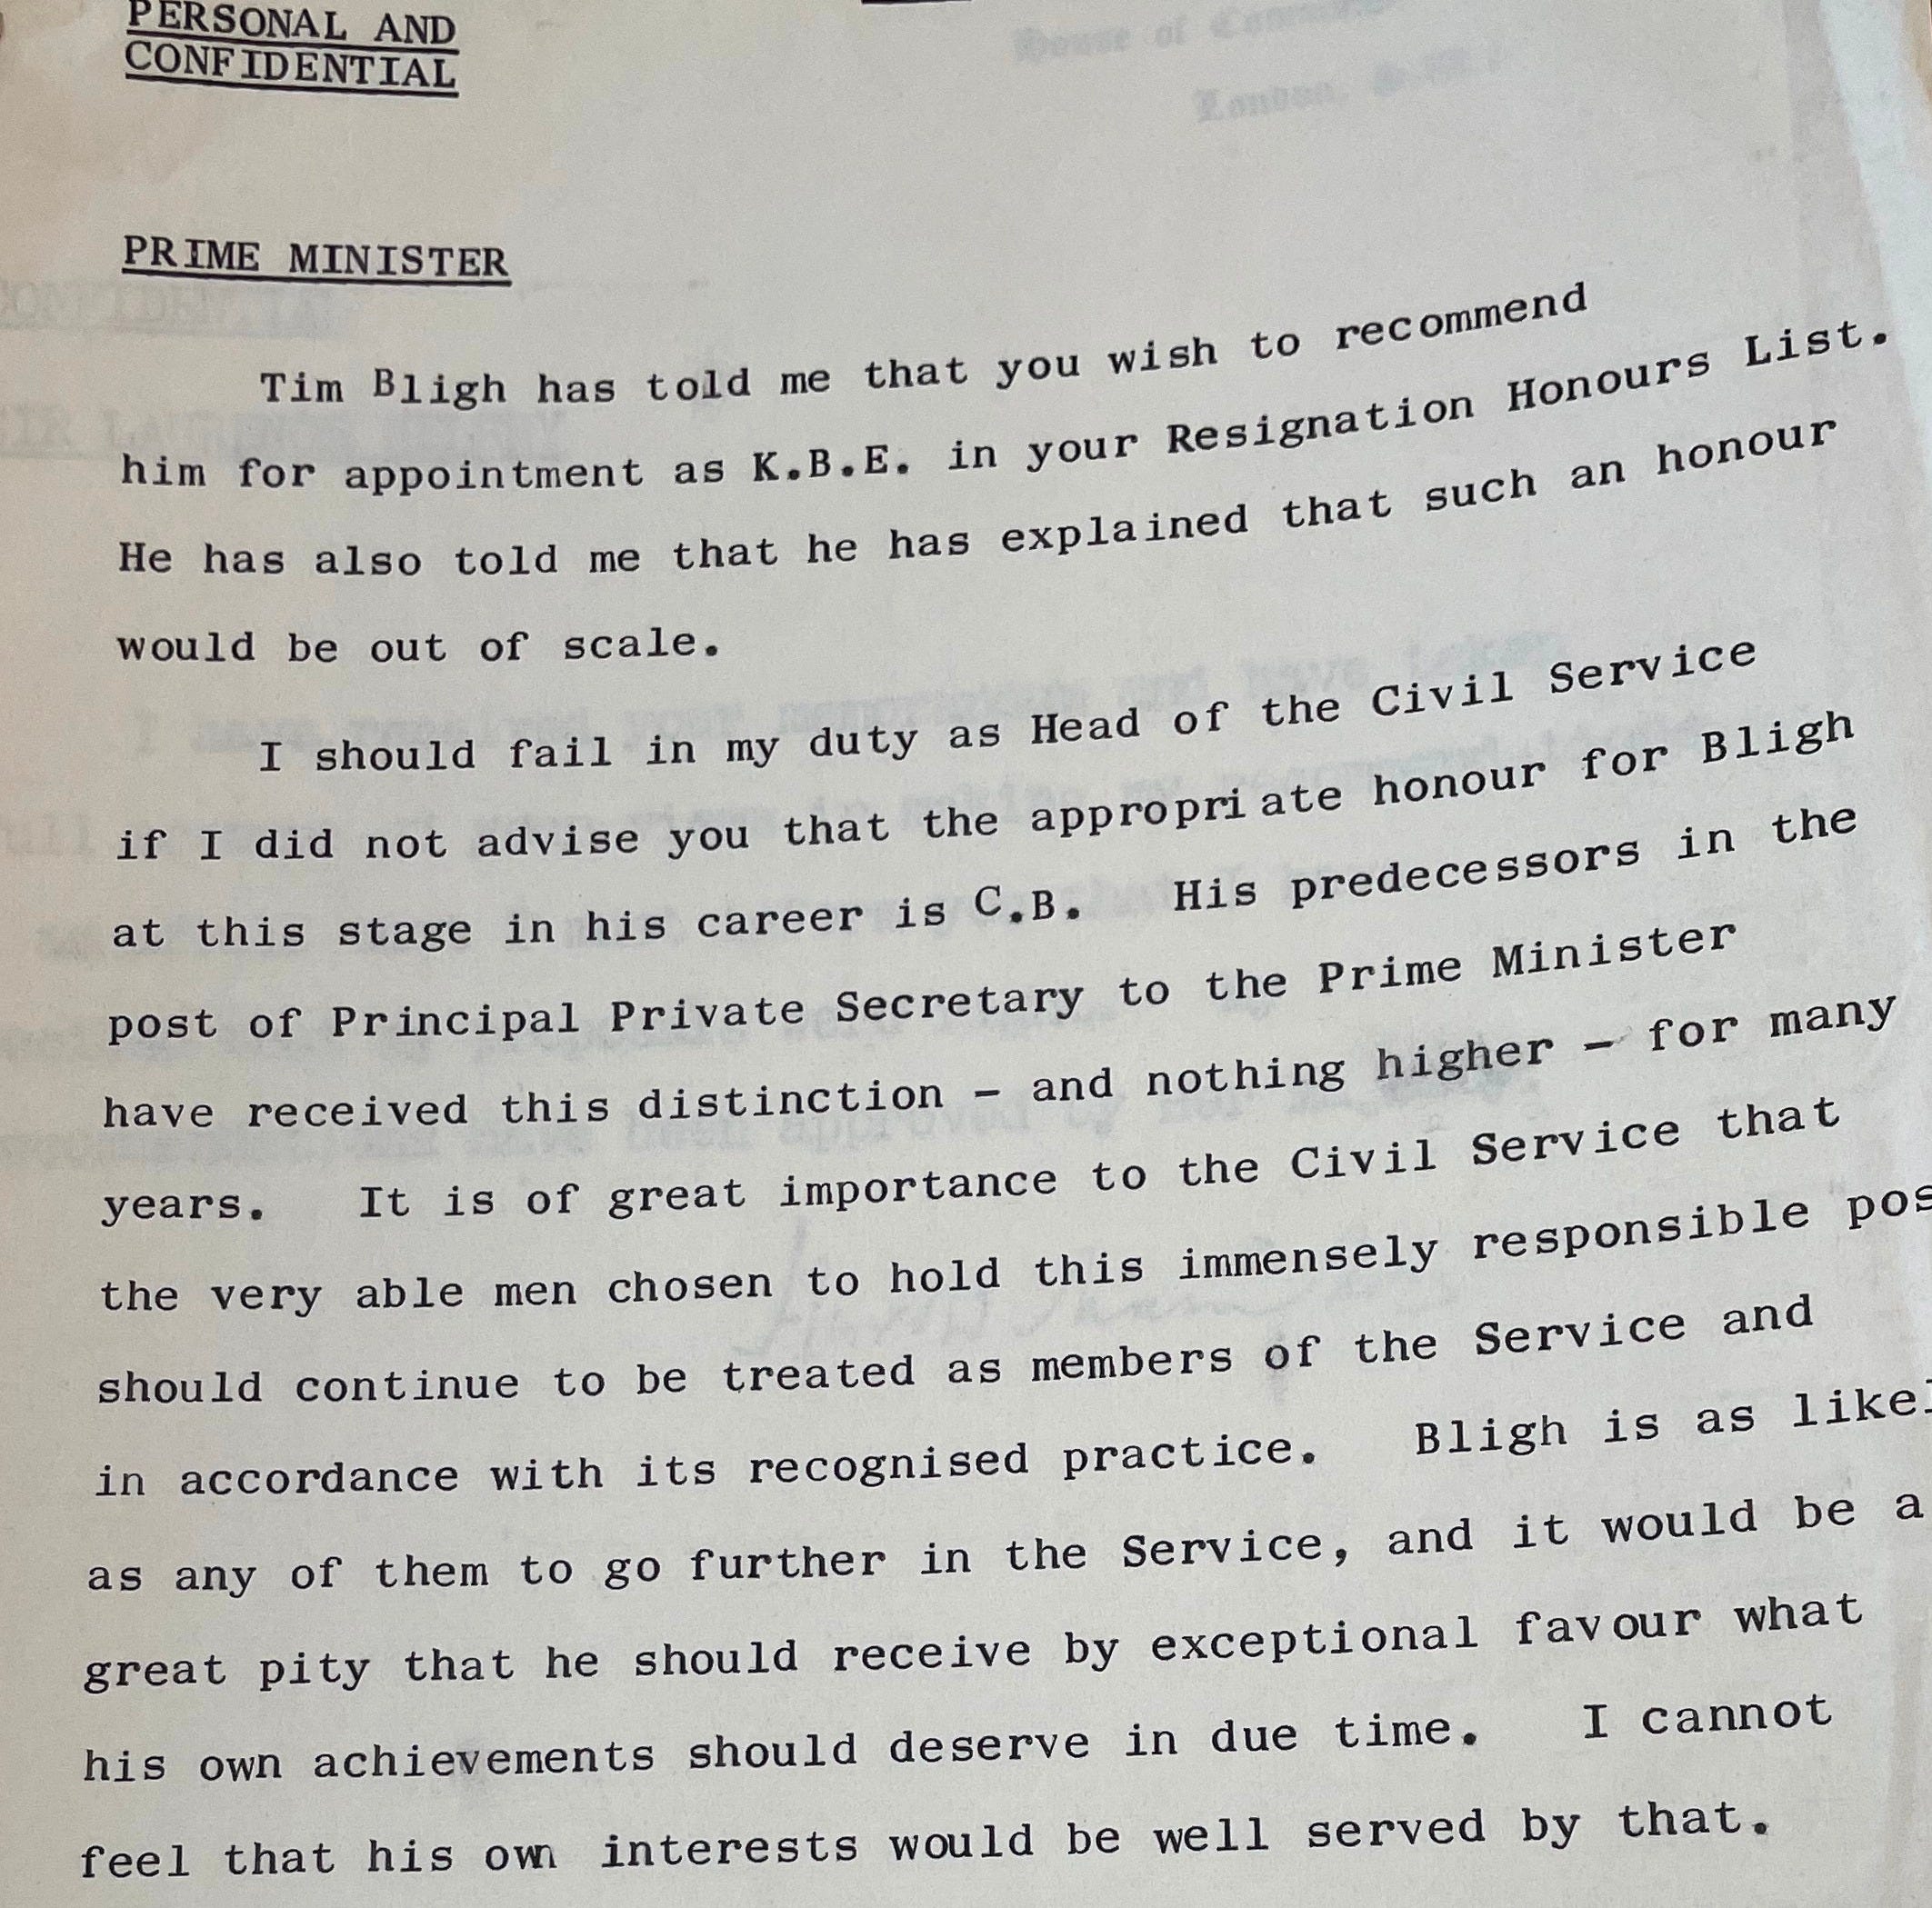 PERSONAL AND
CONFIDENTIAL
House of Commons
London,
PRIME MINISTER
CONFIDENTIAL
Tim Bligh has told me that you wish to recommend
him for appointment as K.B.E. in your Resignation Honours List.
He has also told me that he has explained that such an honour
would be out of scale.
I should fail in my duty as Head of the Civil Service
if I did not advise you that the appropriate honour for Bligh
at this stage in his career is C.B. His predecessors in the
post of Principal Private Secretary to the Prime Minister
have received this distinction - and nothing higher - for many
years. It is of great importance to the Civil Service that
the very able men chosen to hold this immensely responsible pos
should continue to be treated as members of the Service and
in accordance with its recognised practice. Bligh is as likel
as any of them to go further in the Service, and it would be a
great pity that he should receive by exceptional favour what
his own achievements should deserve in due time. I cannot
feel that his own interests would be well served by that.